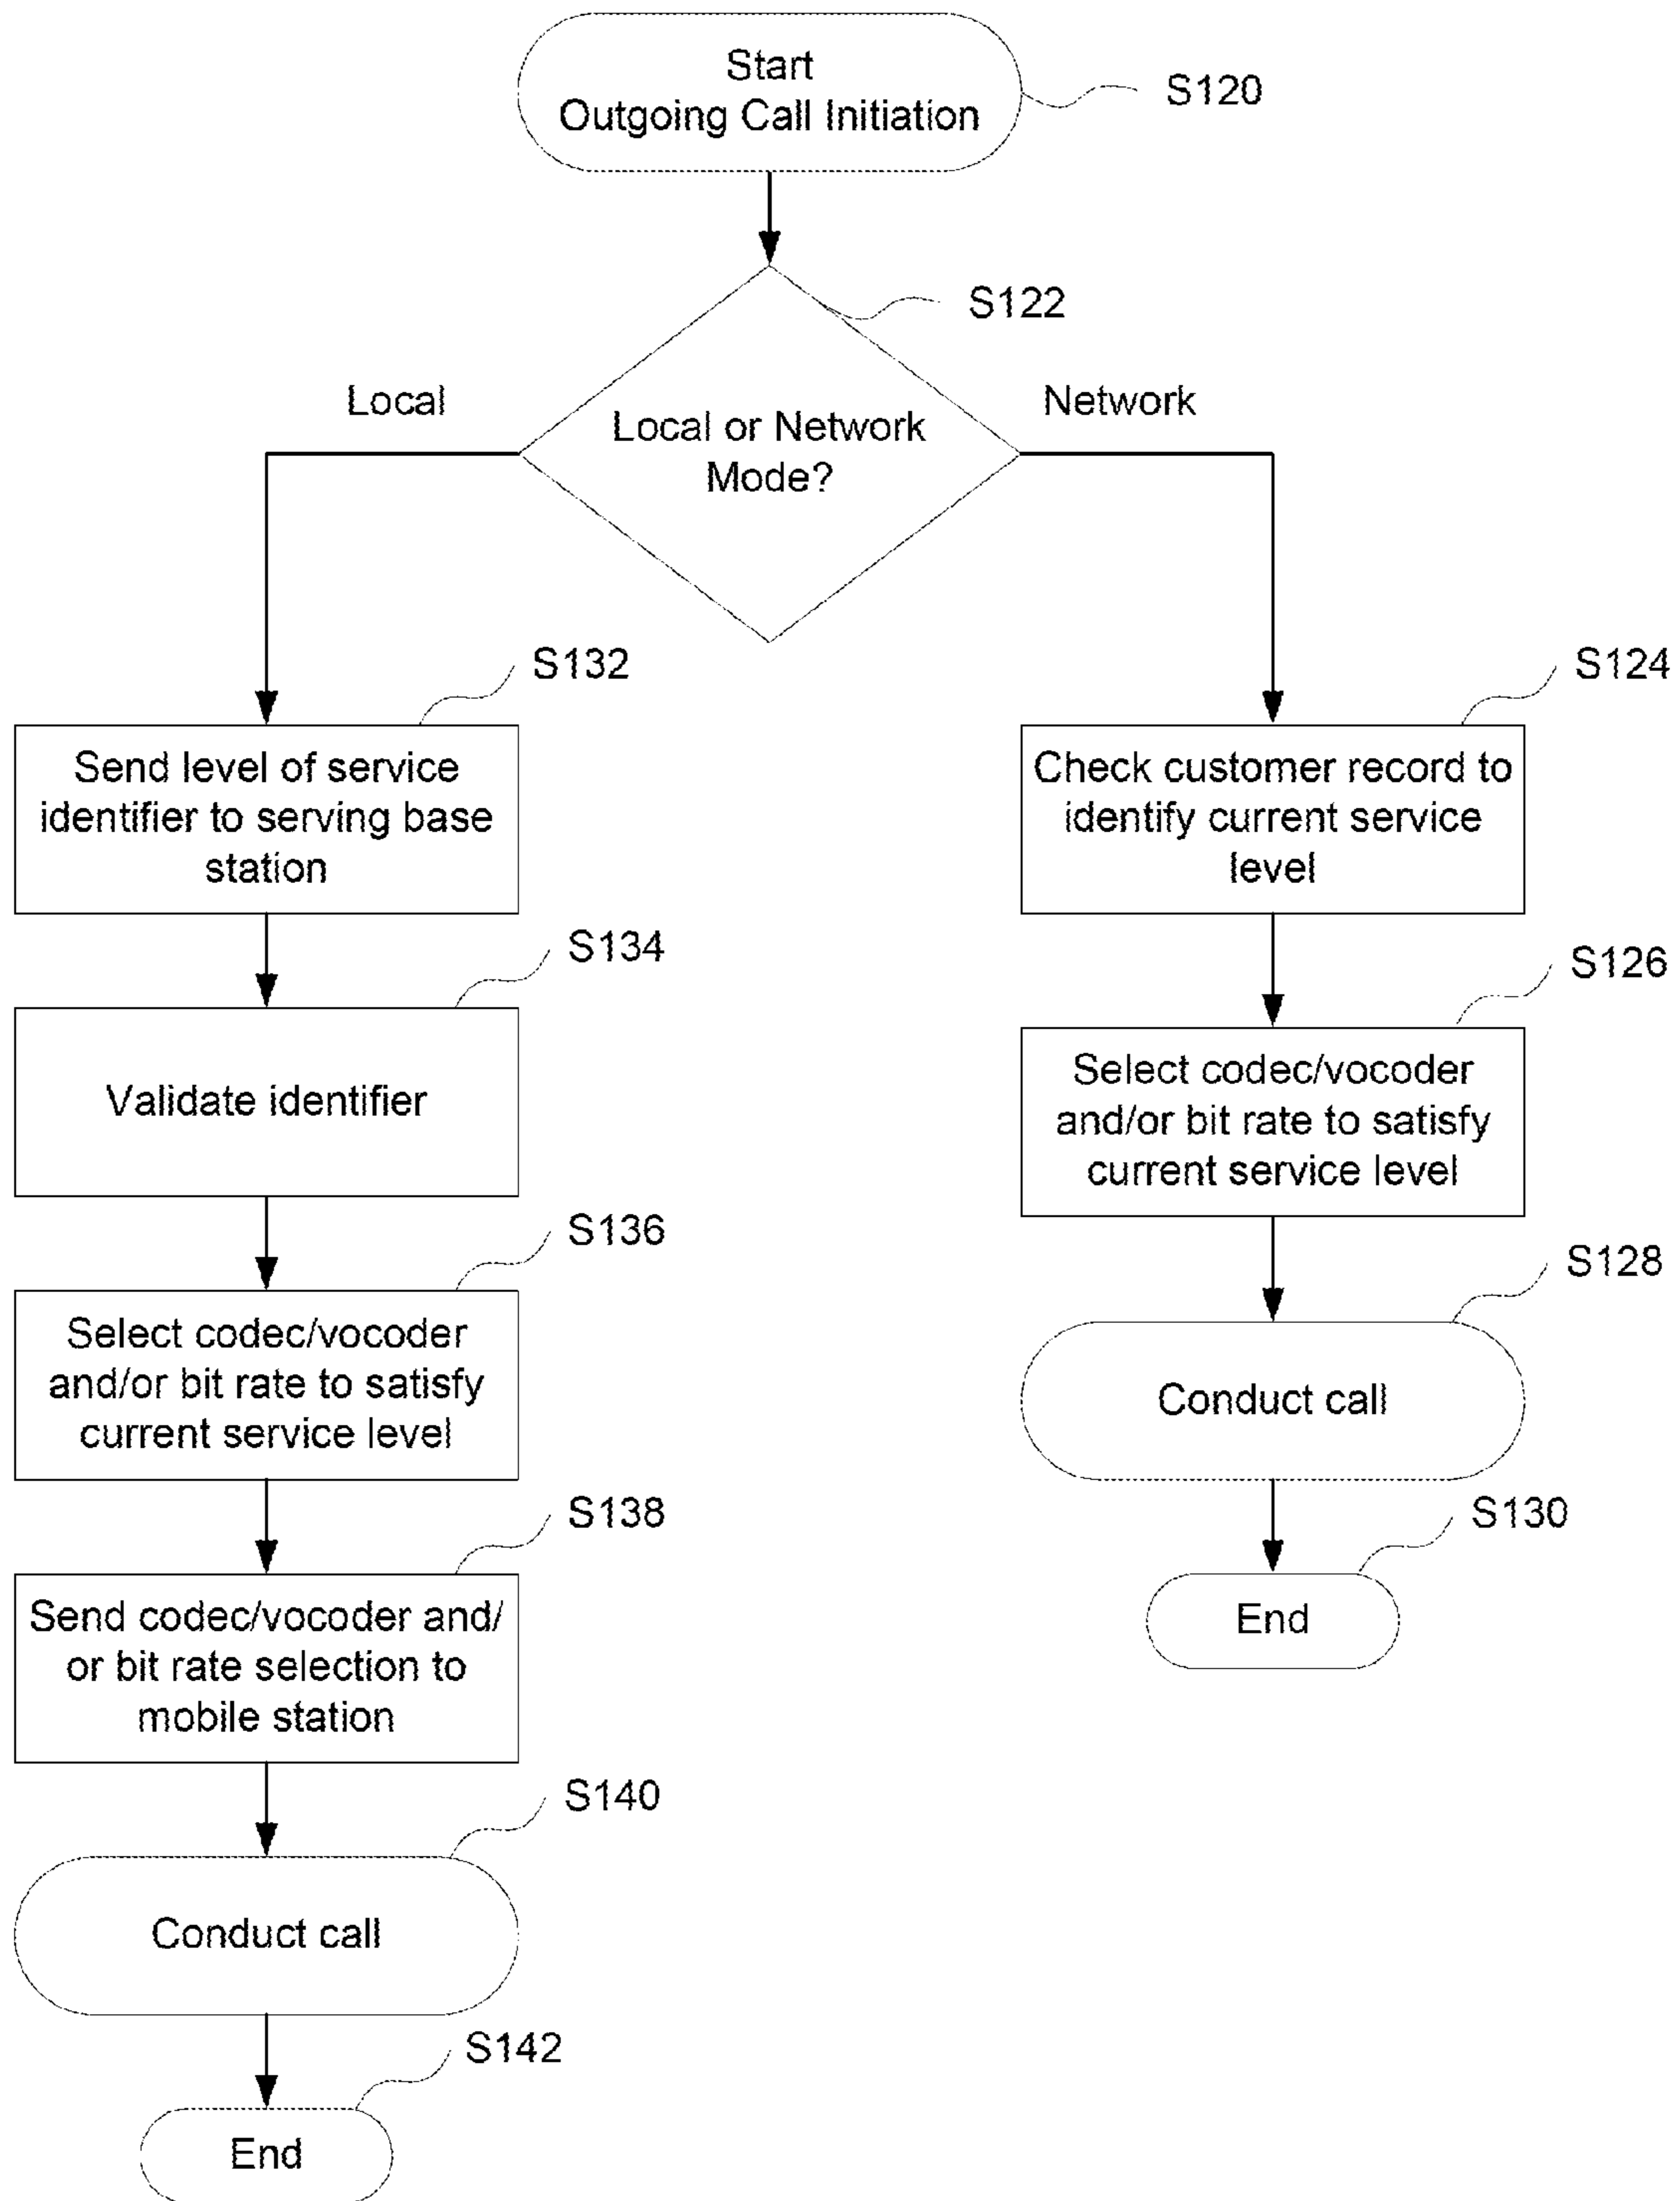 Start
Outgoing Call Initiation
S120
S122
Local
Network
Local or Network
Mode?
S132
Send level of service
identifier to serving base
station
S134
Validate identifier
S136
Select codec/vocoder
and/or bit rate to satisfy
current service level
S138
Send codec/vocoder and/
or bit rate selection to
mobile station
S140
Conduct call
S142
End
S124
Check customer record to
identify current service
level
S126
Select codec/vocoder
and/or bit rate to satisfy
current service level
S128
Conduct call
S130
End